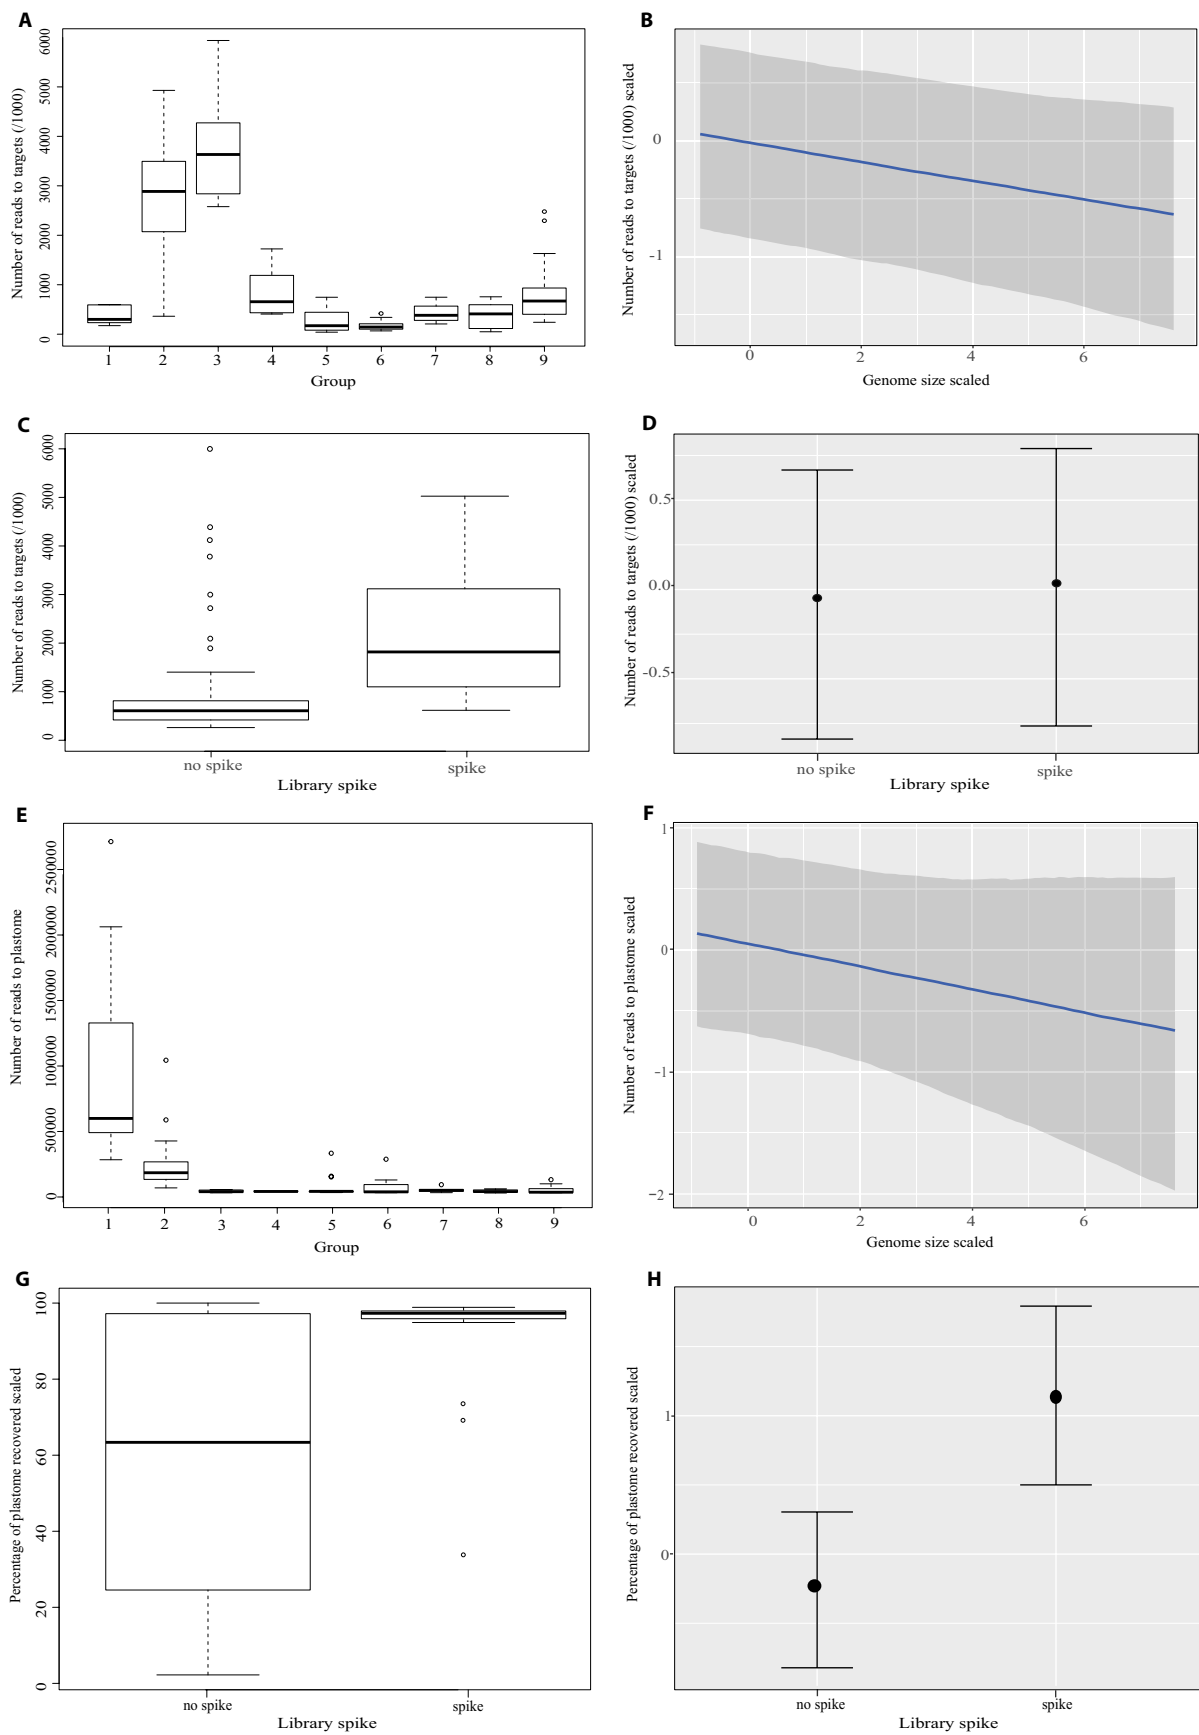 A
Number of reads to targets (/1000)
6000
5000
4000
3000
2000
1000
0
1 2 3 4 5 6 7 8 9
Group
B
Number of reads to targets (/1000) scaled
0
-1
0 2 4 6
Genome size scaled
C
Number of reads to targets (/1000)
6000
5000
4000
3000
2000
1000
0
no spike spike
Library spike
D
Number of reads to targets (/1000) scaled
0.5
0.0
-0.5
no spike spike
Library spike
E
Number of reads to plastome
2500000
2000000
1500000
1000000
500000
0
1 2 3 4 5 6 7 8 9
Group
F
Number of reads to plastome scaled
1
0
-1
-2
0 2 4 6
Genome size scaled
G
Percentage of plastome recovered scaled
100
80
60
40
20
0
no spike spike
Library spike
H
Percentage of plastome recovered scaled
1
0
no spike spike
Library spike